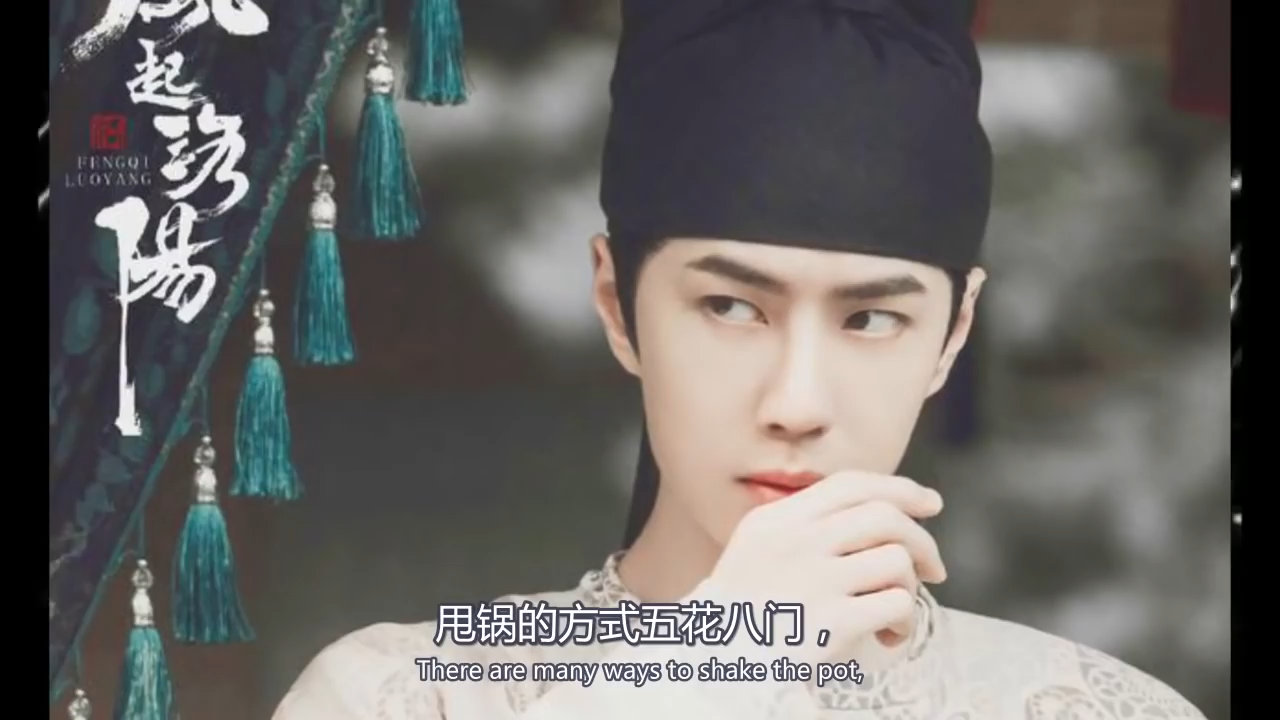 風
起
洛
陽
FENGQI
LUOYANG
甩锅的方式五花八门，
There are many ways to shake the pot,